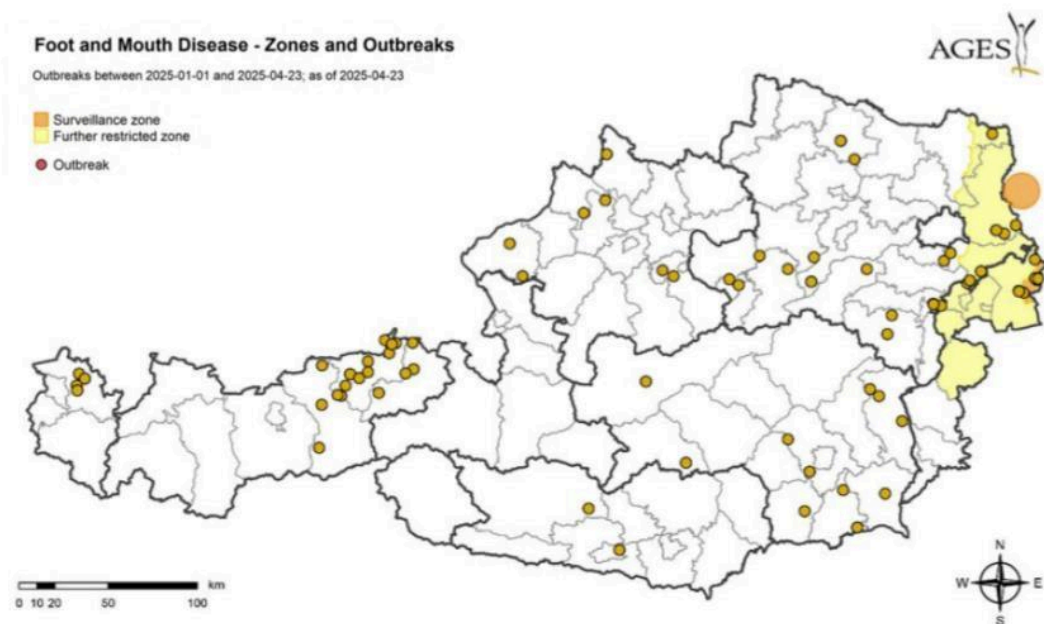 Foot and Mouth Disease - Zones and Outbreaks
AGES
Outbreaks between 2025-01-01 and 2025-04-23; as of 2025-04-23
Surveillance zone
Further restricted zone
Outbreak
N
W E
S
km
0 10 20 50 100